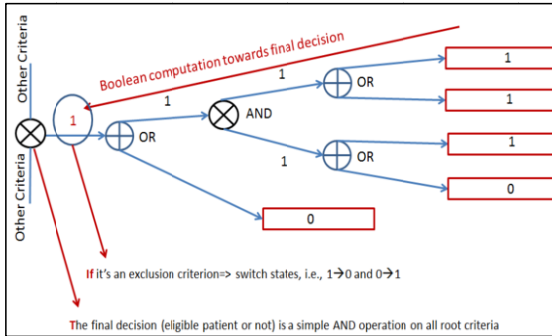 Other Criteria
Other Criteria
Boolean computation towards final decision
1
1
1
1
1
OR
AND
OR
OR
1
1
1
0
0
If it's an exclusion criterion=> switch states, i.e., 1→0 and 0→1
The final decision (eligible patient or not) is a simple AND operation on all root criteria